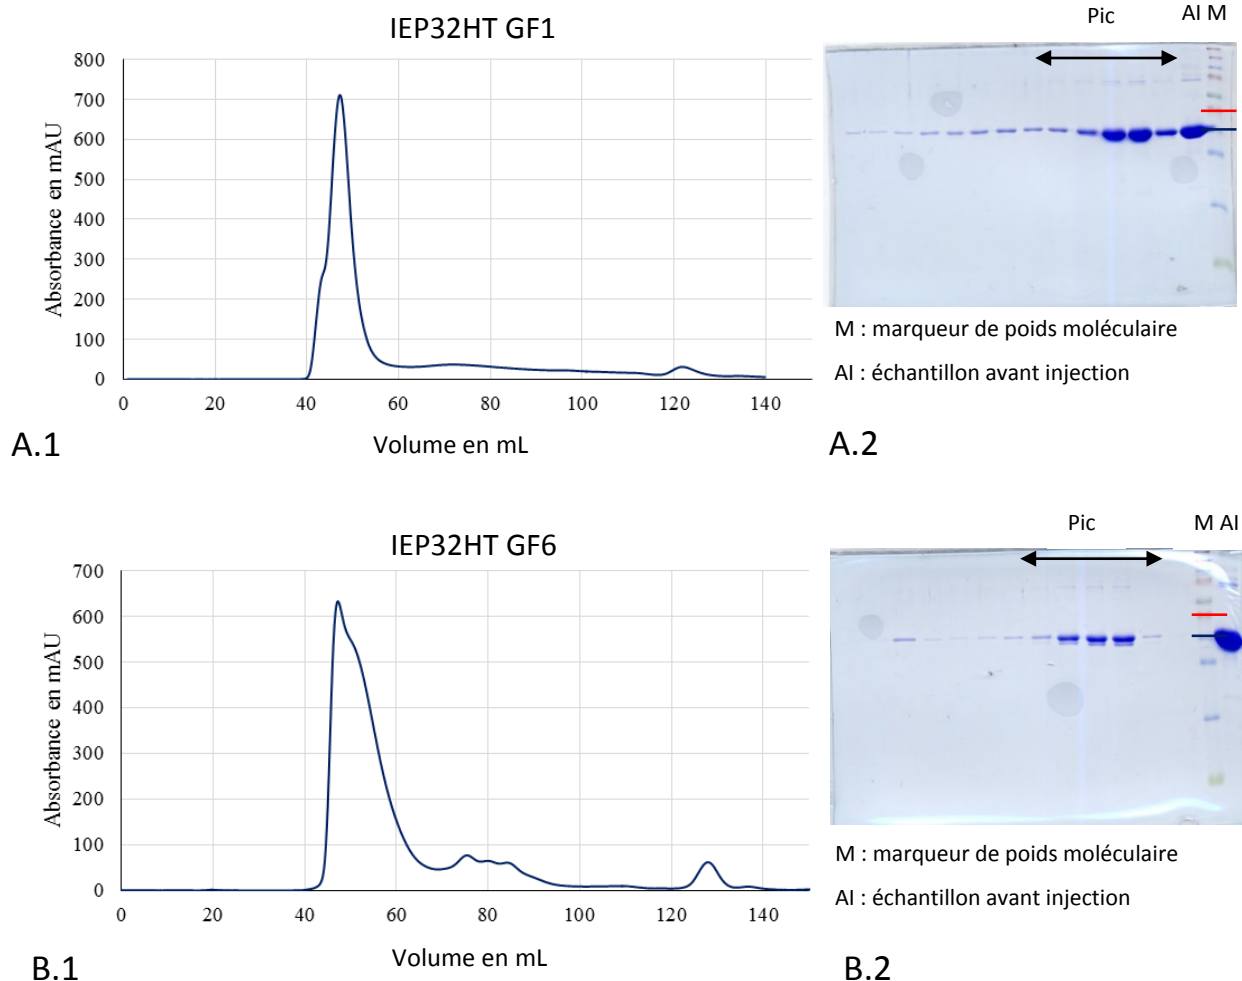 IEP32HT GF1
Absorbance en mAU
800
700
600
500
400
300
200
100
0
0 20 40 60 80 100 120 140
Volume en mL
A.1
Pic AI M
M : marqueur de poids moléculaire
AI : échantillon avant injection
A.2
IEP32HT GF6
Absorbance en mAU
700
600
500
400
300
200
100
0
0 20 40 60 80 100 120 140
Volume en mL
B.1
Pic M AI
M : marqueur de poids moléculaire
AI : échantillon avant injection
B.2